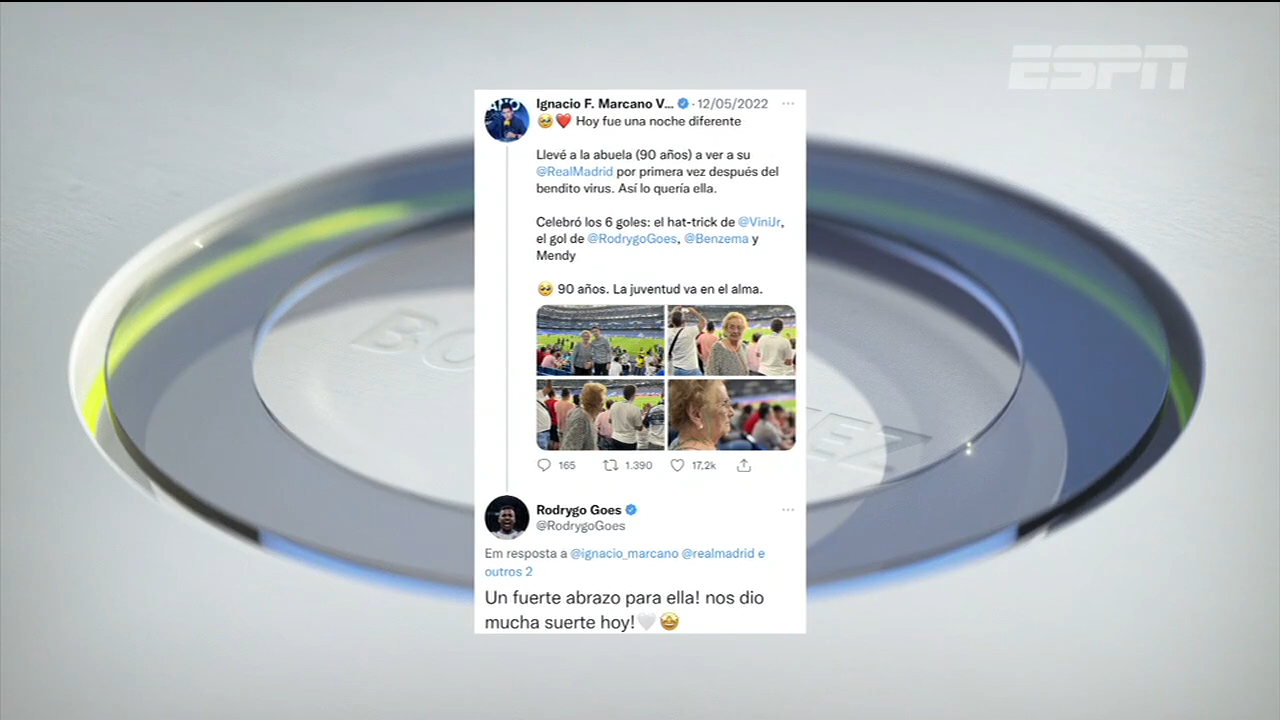 ESPN
Ignacio F. Marcano V... · 12/05/2022 ...
🥹❤️ Hoy fue una noche diferente
Llevé a la abuela (90 años) a ver a su
@RealMadrid por primera vez después del
bendito virus. Así lo quería ella.
Celebró los 6 goles: el hat-trick de @ViniJr,
el gol de @RodrygoGoes, @Benzema y
Mendy
🥹 90 años. La juventud va en el alma.
165 1.390 17,2k
Rodrygo Goes ...
@RodrygoGoes
Em resposta a @ignacio_marcano @realmadrid e
outros 2
Un fuerte abrazo para ella! nos dio
mucha suerte hoy!🤍🤩